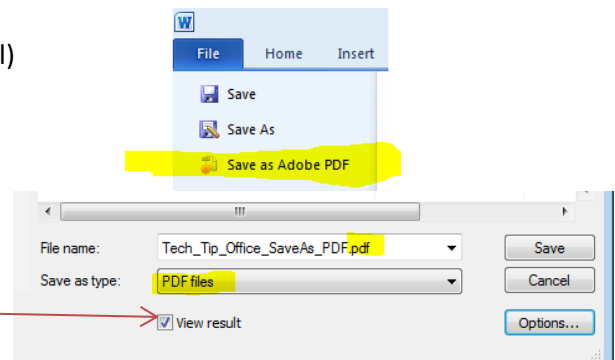 W
l)
File Home Insert
Save
Save As
Save as Adobe PDF
File name: Tech_Tip_Office_SaveAs_PDF.pdf Save
Save as type: PDF files Cancel
View result Options...